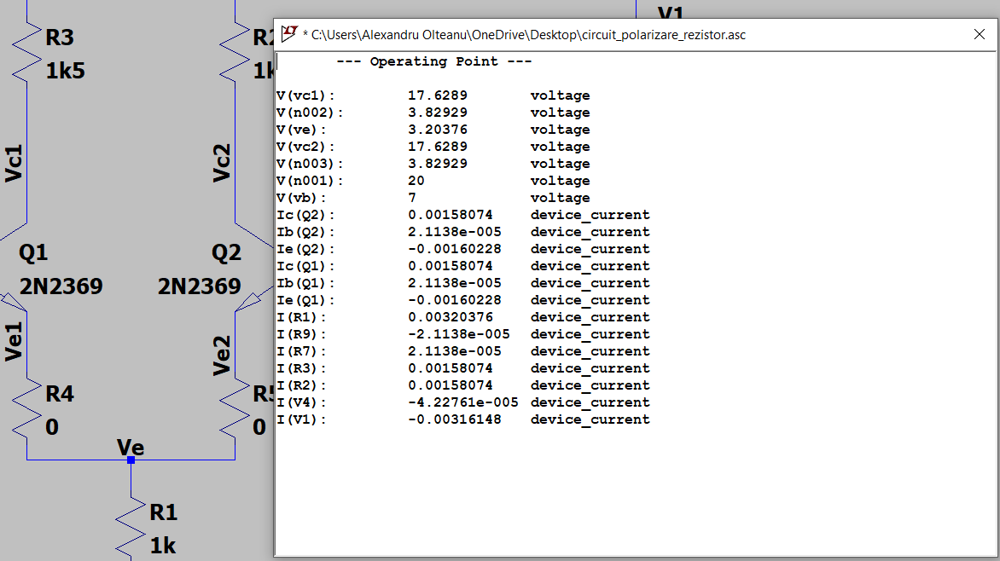 V1
R3
1k5
R2
1k
* C:\Users\Alexandru Olteanu\OneDrive\Desktop\circuit_polarizare_rezistor.asc
--- Operating Point ---
V(vc1): 17.6289 voltage
V(n002): 3.82929 voltage
V(ve): 3.20376 voltage
V(vc2): 17.6289 voltage
V(n003): 3.82929 voltage
V(n001): 20 voltage
V(vb): 7 voltage
Ic(Q2): 0.00158074 device_current
Ib(Q2): 2.1138e-005 device_current
Ie(Q2): -0.00160228 device_current
Ic(Q1): 0.00158074 device_current
Ib(Q1): 2.1138e-005 device_current
Ie(Q1): -0.00160228 device_current
I(R1): 0.00320376 device_current
I(R9): -2.1138e-005 device_current
I(R7): 2.1138e-005 device_current
I(R3): 0.00158074 device_current
I(R2): 0.00158074 device_current
I(V4): -4.22761e-005 device_current
I(V1): -0.00316148 device_current
Vc1
Vc2
Q1
2N2369
Q2
2N2369
Ve1
Ve2
R4
0
R5
0
Ve
R1
1k